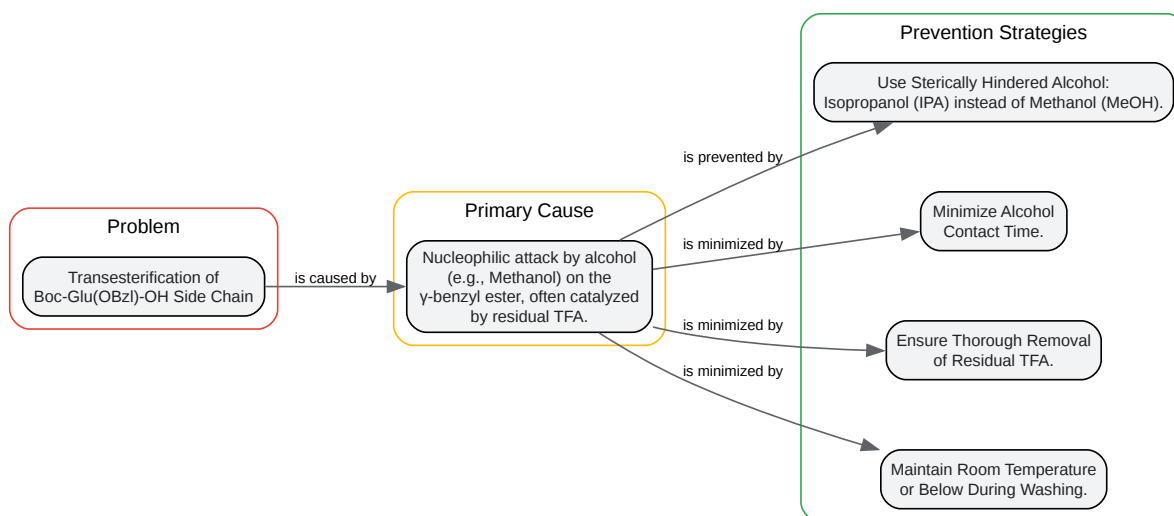 Problem
Transesterification of
Boc-Glu(OBzl)-OH Side Chain
is caused by
Primary Cause
Nucleophilic attack by alcohol
(e.g., Methanol) on the
γ-benzyl ester, often catalyzed
by residual TFA.
is prevented by
is minimized by
is minimized by
is minimized by
Prevention Strategies
Use Sterically Hindered Alcohol:
Isopropanol (IPA) instead of Methanol (MeOH).
Minimize Alcohol
Contact Time.
Ensure Thorough Removal
of Residual TFA.
Maintain Room Temperature
or Below During Washing.